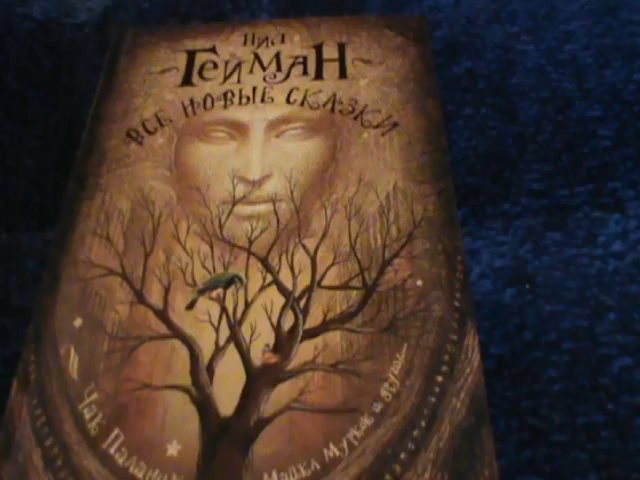 Нил
Гейман
ВСЕ НОВЫЕ СКАЗКИ
Чак
Майкл Муркок и другие